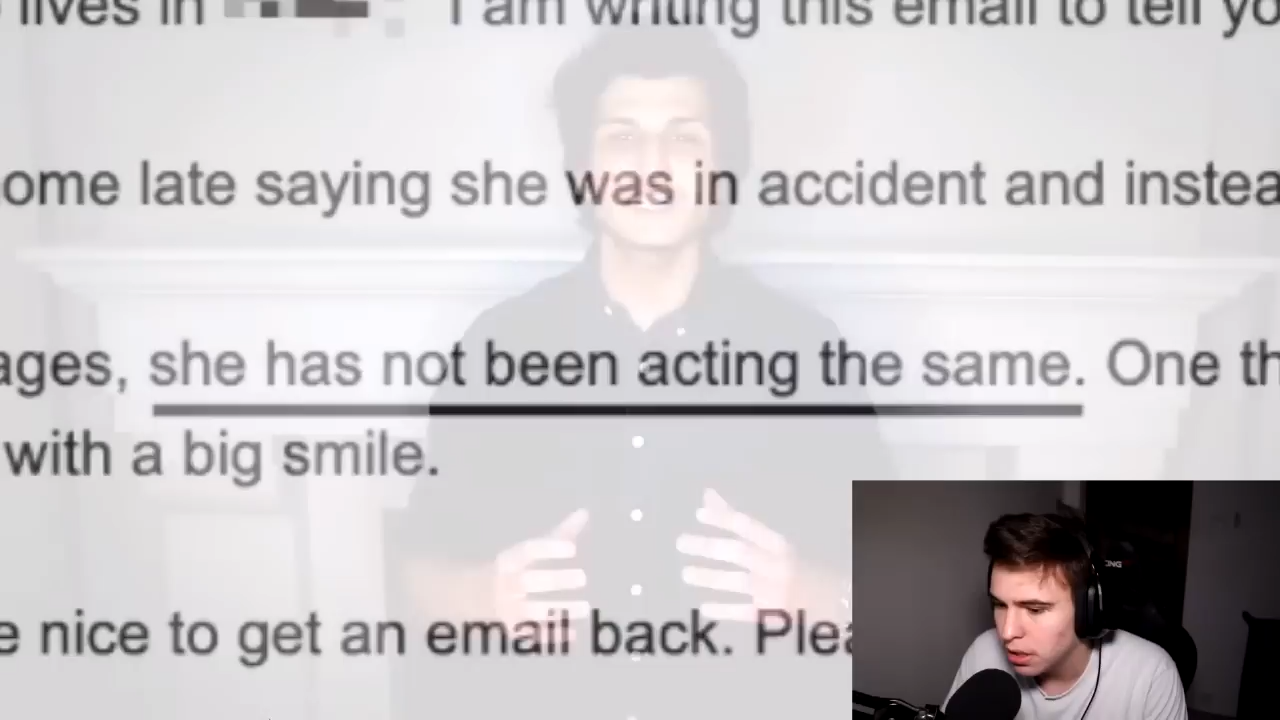 lives in I am writing this email to tell yo
ome late saying she was in accident and instea
ages, she has not been acting the same. One th
with a big smile.
e nice to get an email back. Plea